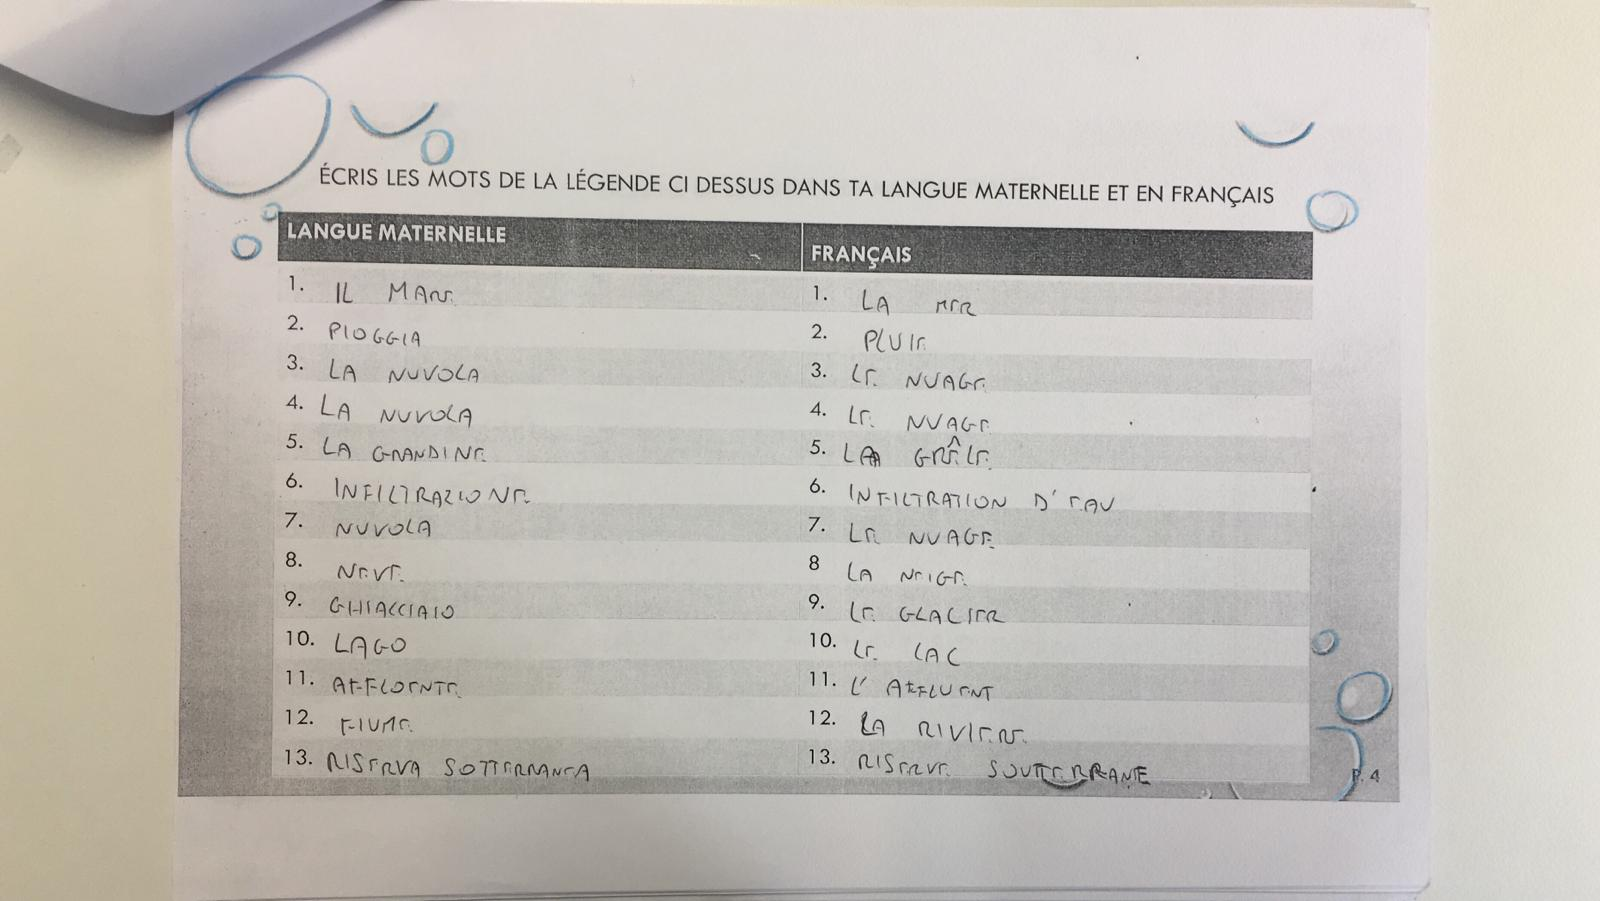 ÉCRIS LES MOTS DE LA LÉGENDE CI DESSUS DANS TA LANGUE MATERNELLE ET EN FRANÇAIS
LANGUE MATERNELLE FRANÇAIS
1. IL MARE 1. LA MER
2. PIOGGIA 2. PLUIE
3. LA NUVOLA 3. LE NUAGE
4. LA NUVOLA 4. LE NUAGE
5. LA GRANDINE 5. LA GRÊLE
6. INFILTRAZIONE 6. INFILTRATION D'EAU
7. NUVOLA 7. LE NUAGE
8. NEVE 8 LA NEIGE
9. GHIACCIAIO 9. LE GLACIER
10. LAGO 10. LE LAC
11. AFFLOENTE 11. L'AFFLUENT
12. FIUME 12. LA RIVIERE
13. RISERVA SOTTERRANEA 13. RISERVE SOUTERRANE
P. 4